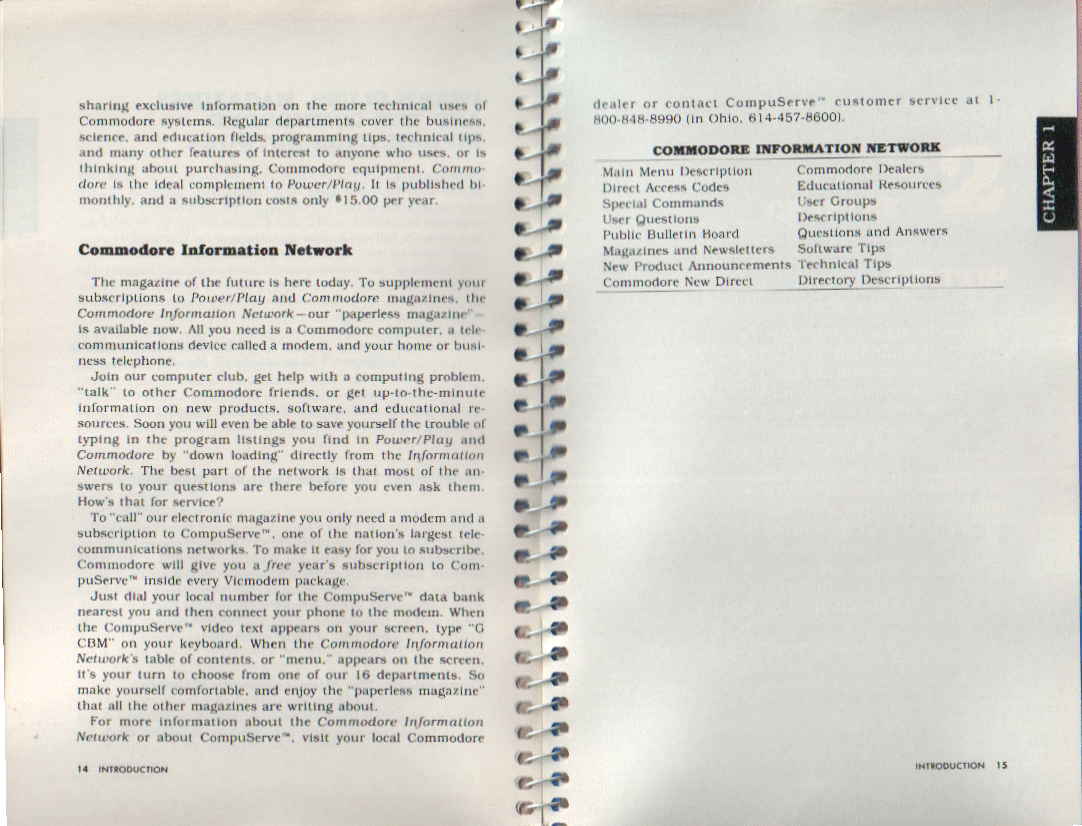 sharing exclusive information on the more technical uses of
Commodore systems. Regular departments cover the business,
science, and education fields, programming tips, technical tips,
and many other features of interest to anyone who uses, or is
thinking about purchasing, Commodore equipment. Commo-
dore is the ideal complement to Power/Play. It is published bi-
monthly, and a subscription costs only $15.00 per year.
Commodore Information Network
The magazine of the future is here today. To supplement your
subscriptions to Power/Play and Commodore magazines, the
Commodore Information Network—our "paperless magazine"—
is available now. All you need is a Commodore computer, a tele-
communications device called a modem, and your home or busi-
ness telephone.
Join our computer club, get help with a computing problem,
"talk" to other Commodore friends, or get up-to-the-minute
information on new products, software, and educational re-
sources. Soon you will even be able to save yourself the trouble of
typing in the program listings you find in Power/Play and
Commodore by "down loading" directly from the Information
Network. The best part of the network is that most of the an-
swers to your questions are there before you even ask them.
How's that for service?
To "call" our electronic magazine you only need a modem and a
subscription to CompuServe™, one of the nation's largest tele-
communications networks. To make it easy for you to subscribe,
Commodore will give you a free year's subscription to Com-
puServe™ inside every Vicmodem package.
Just dial your local number for the CompuServe™ data bank
nearest you and then connect your phone to the modem. When
the CompuServe™ video text appears on your screen, type "G
CBM" on your keyboard. When the Commodore Information
Network's table of contents, or "menu," appears on the screen,
it's your turn to choose from one of our 16 departments. So
make yourself comfortable, and enjoy the "paperless magazine"
that all the other magazines are writing about.
For more information about the Commodore Information
Network or about CompuServe™, visit your local Commodore
14 INTRODUCTION
dealer or contact CompuServe™ customer service at 1-
800-848-8990 (in Ohio, 614-457-8600).
COMMODORE INFORMATION NETWORK
Main Menu Description Commodore Dealers
Direct Access Codes Educational Resources
Special Commands User Groups
User Questions Descriptions
Public Bulletin Board Questions and Answers
Magazines and Newsletters Software Tips
New Product Announcements Technical Tips
Commodore New Direct Directory Descriptions
CHAPTER 1
INTRODUCTION 15